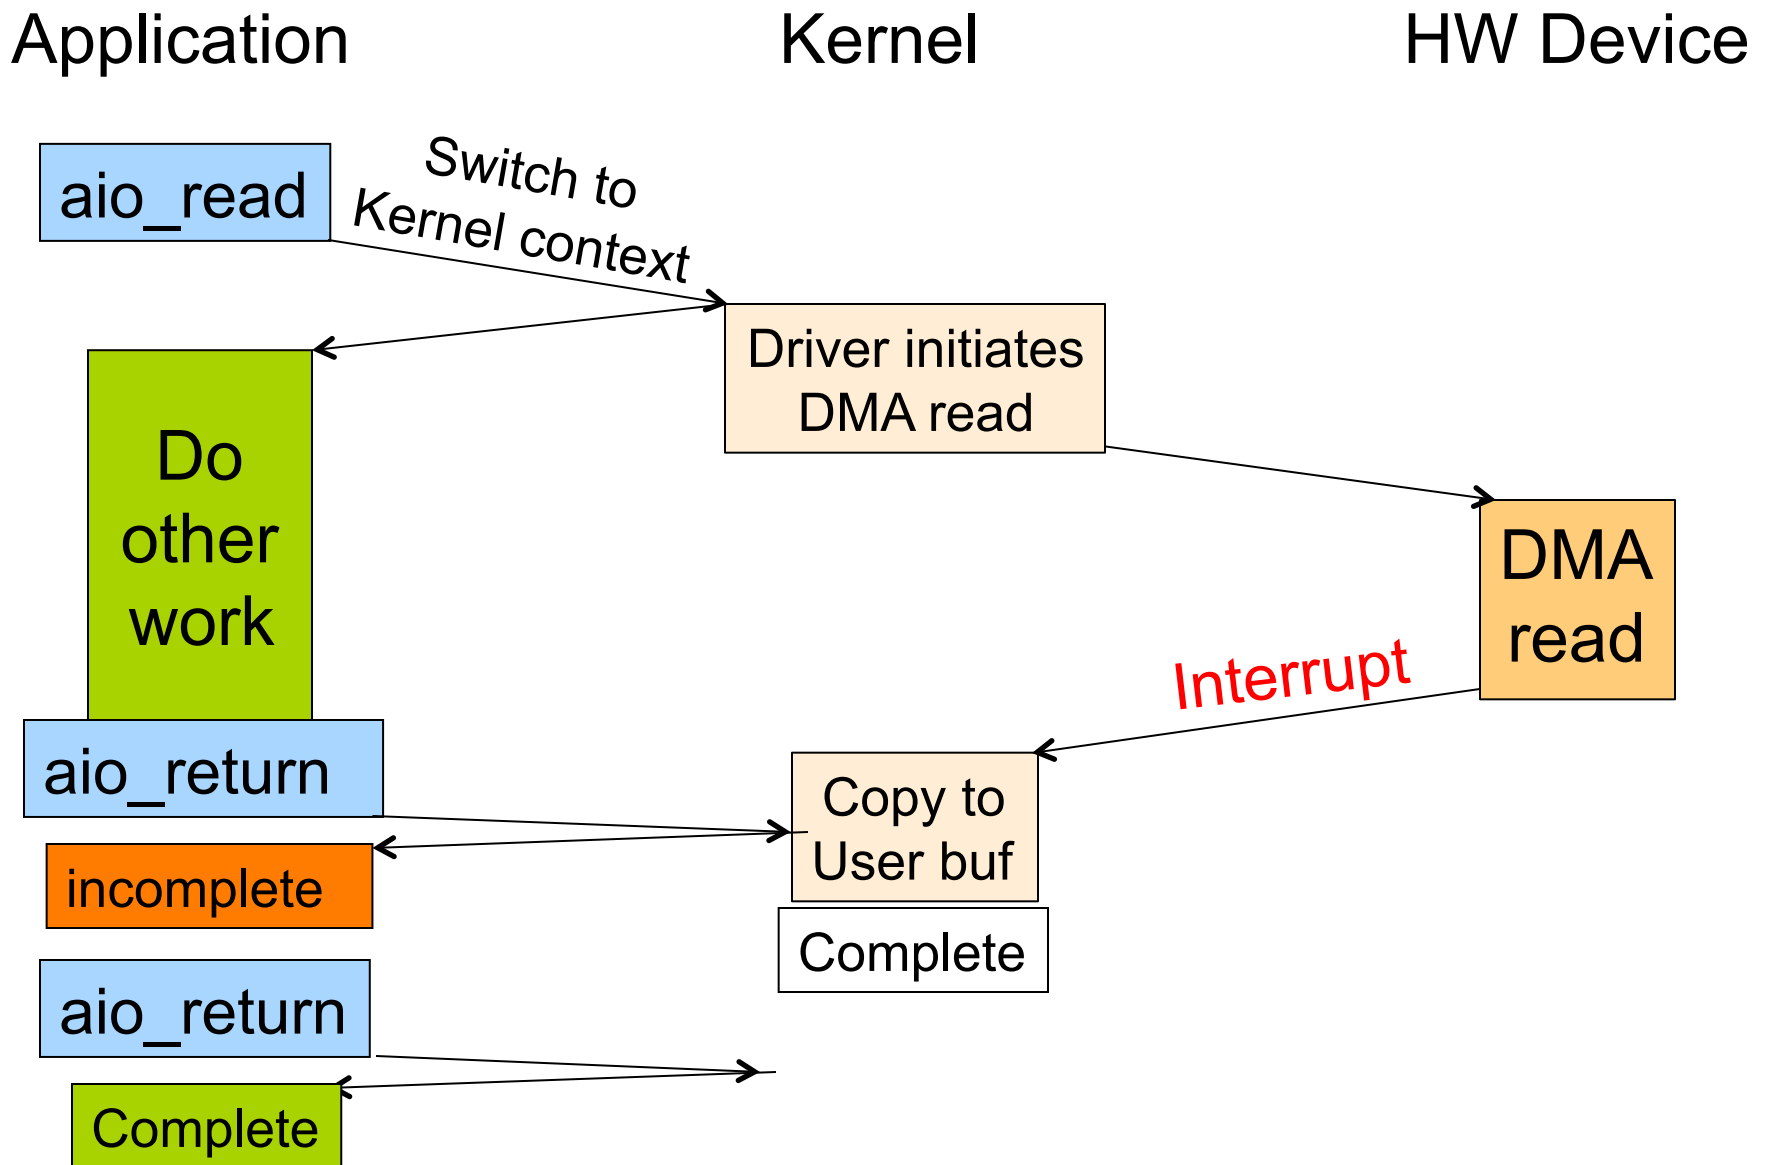 Application
Kernel
HW Device
aio_read
Switch to
Kernel context
Driver initiates
DMA read
Do
other
work
DMA
read
Interrupt
aio_return
Copy to
User buf
incomplete
Complete
aio_return
Complete